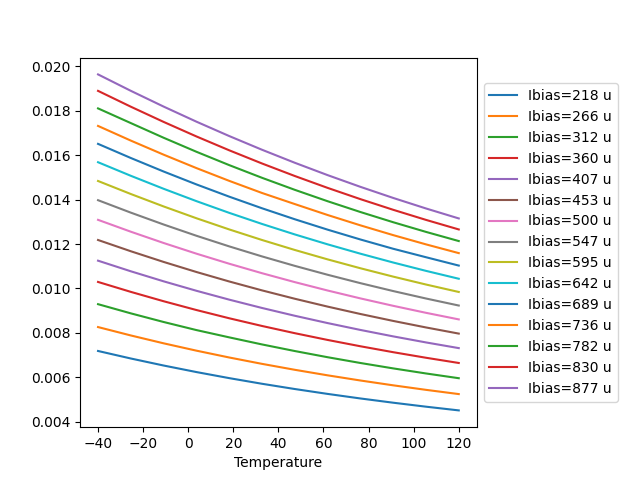 0.020
0.018
0.016
0.014
0.012
0.010
0.008
0.006
0.004
−40
−20
0
20
40
60
80
100
120
Temperature
Ibias=218 u
Ibias=266 u
Ibias=312 u
Ibias=360 u
Ibias=407 u
Ibias=453 u
Ibias=500 u
Ibias=547 u
Ibias=595 u
Ibias=642 u
Ibias=689 u
Ibias=736 u
Ibias=782 u
Ibias=830 u
Ibias=877 u